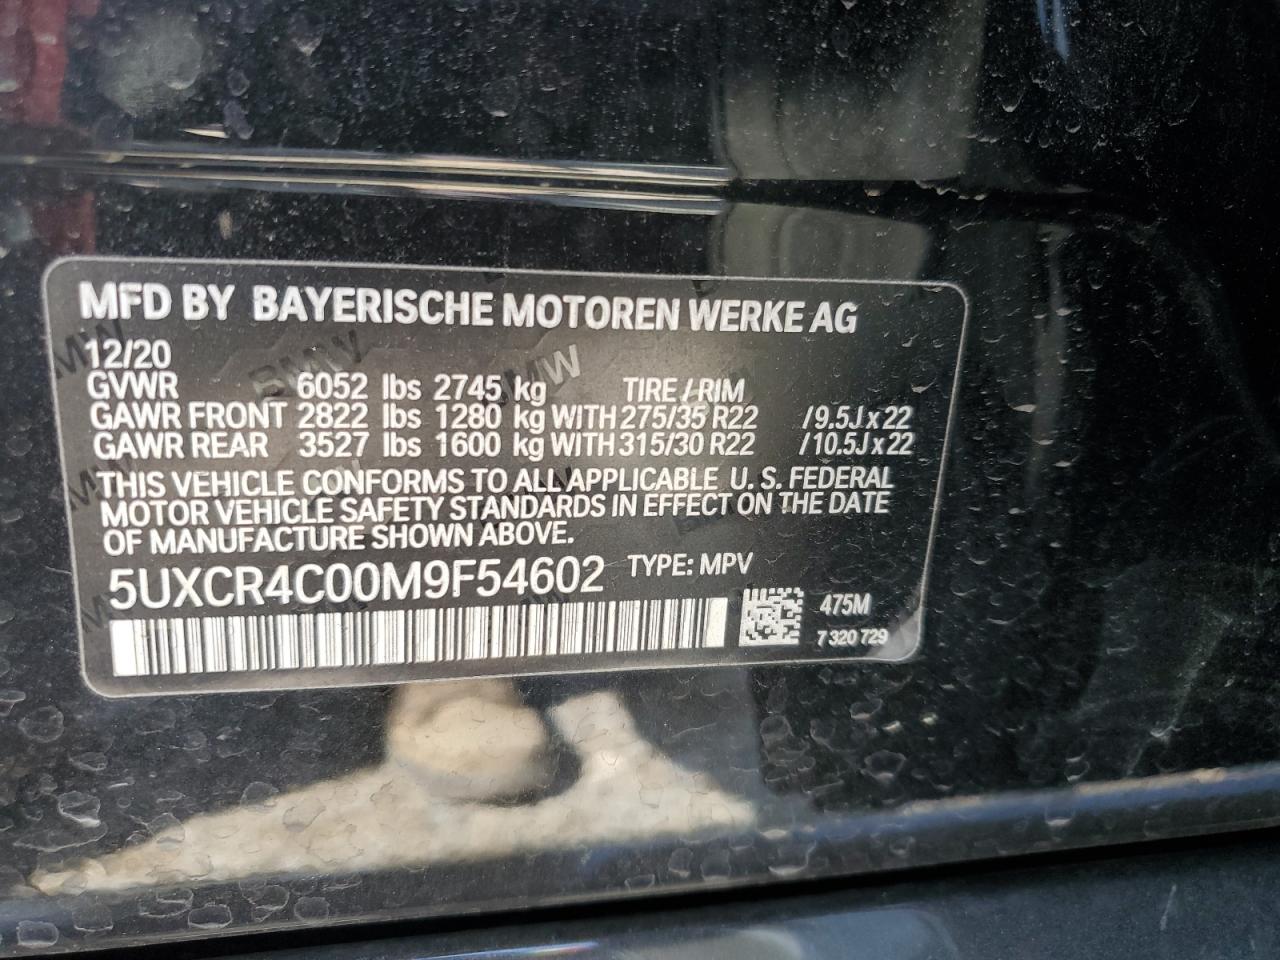 MFD BY BAYERISCHE MOTOREN WERKE AG
12/20
GVWR 6052 lbs 2745 kg TIRE / RIM
GAWR FRONT 2822 lbs 1280 kg WITH 275/35 R22 /9.5J x 22
GAWR REAR 3527 lbs 1600 kg WITH 315/30 R22 /10.5J x 22
THIS VEHICLE CONFORMS TO ALL APPLICABLE U. S. FEDERAL
MOTOR VEHICLE SAFETY STANDARDS IN EFFECT ON THE DATE
OF MANUFACTURE SHOWN ABOVE.
5UXCR4C00M9F54602 TYPE: MPV
475M
7 320 729